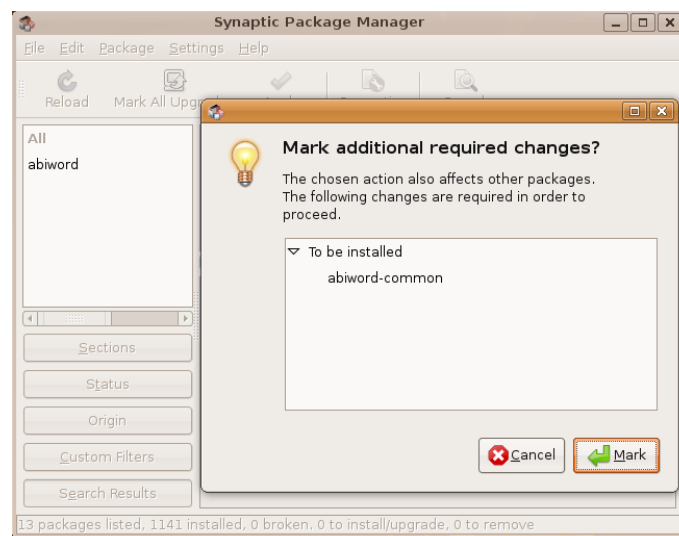 Synaptic Package Manager
File Edit Package Settings Help
Reload Mark All Upg
All
abiword
Mark additional required changes?
The chosen action also affects other packages.
The following changes are required in order to
proceed.
To be installed
abiword-common
Sections
Status
Origin
Custom Filters
Search Results
Cancel Mark
13 packages listed, 1141 installed, 0 broken. 0 to install/upgrade, 0 to remove